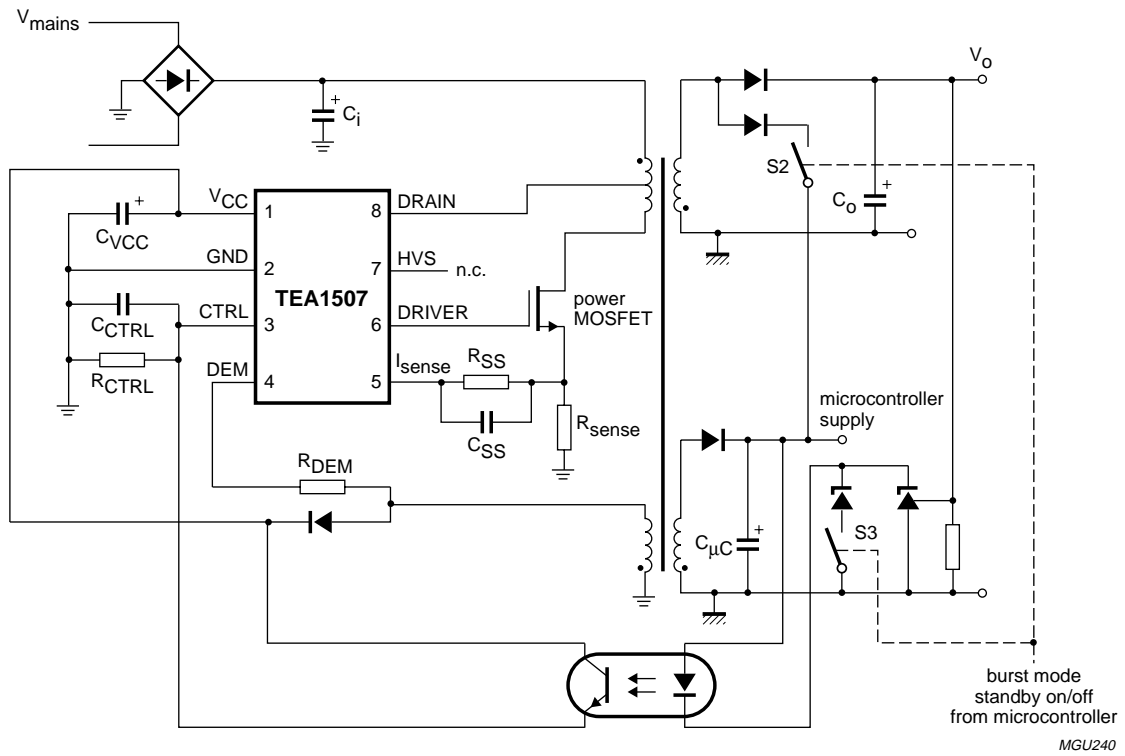 Vmains
Ci
VCC
1
CVCC
GND
2
CTRL
3
CCTRL
RCTRL
DEM
4
TEA1507
8
DRAIN
7
HVS
n.c.
6
DRIVER
5
Isense
power
MOSFET
RSS
CSS
Rsense
RDEM
Vo
S2
Co
microcontroller
supply
CμC
S3
burst mode
standby on/off
from microcontroller
MGU240
+
+
+
+